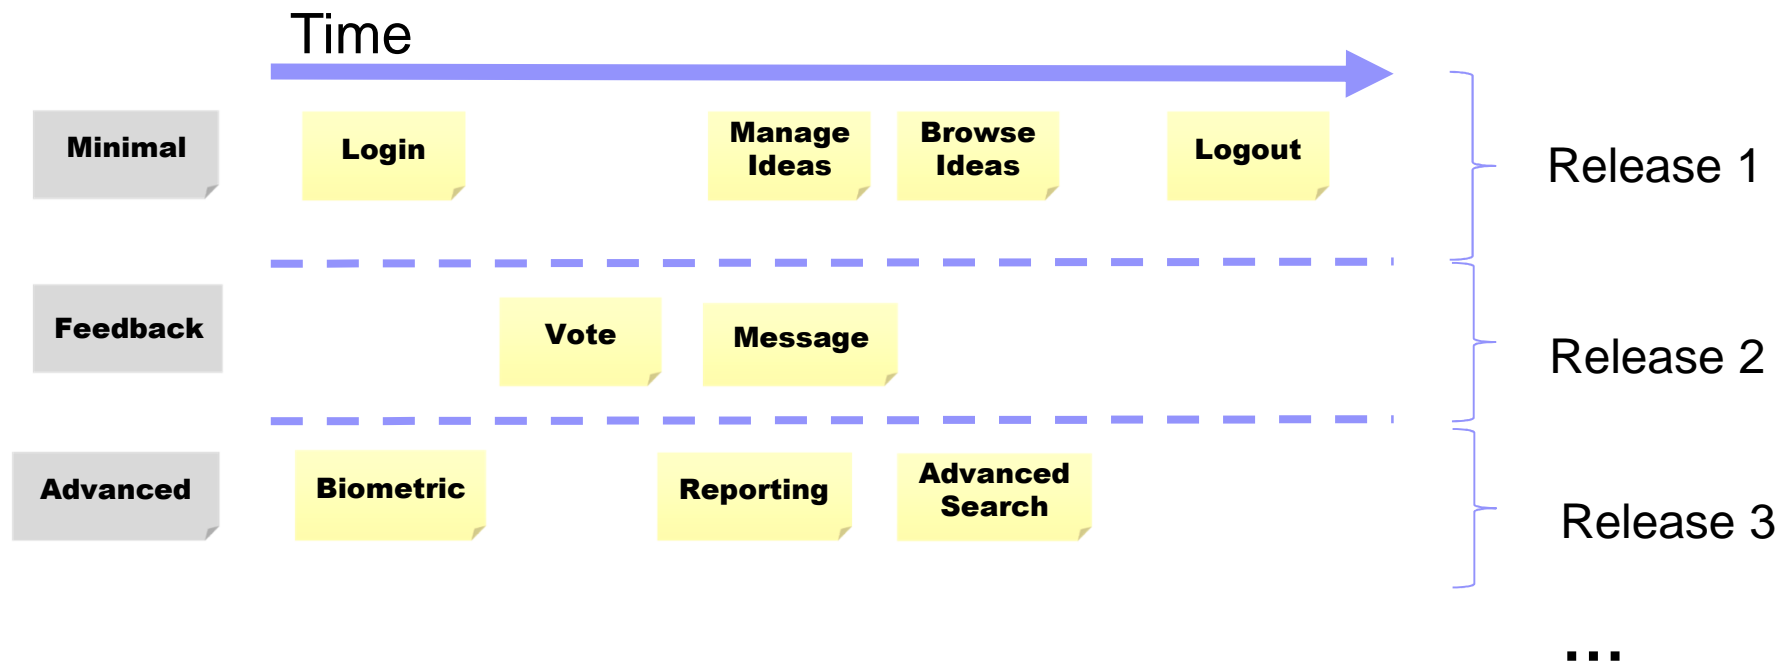 Time
Minimal
Login
Manage
Ideas
Browse
Ideas
Logout
Release 1
Feedback
Vote
Message
Release 2
Advanced
Biometric
Reporting
Advanced
Search
Release 3
...